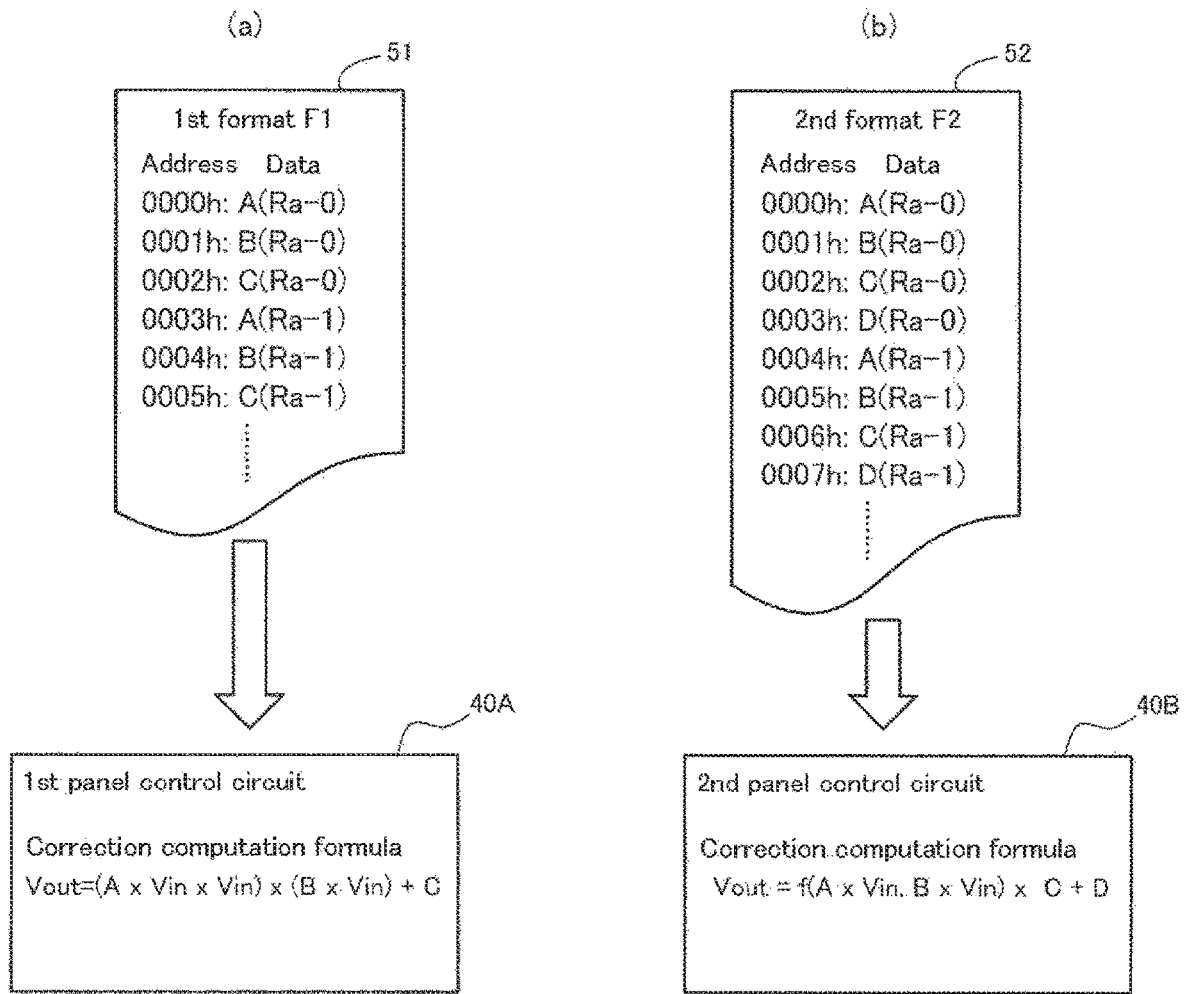 (a)
51
1st format F1
Address Data
0000h: A(Ra-0)
0001h: B(Ra-0)
0002h: C(Ra-0)
0003h: A(Ra-1)
0004h: B(Ra-1)
0005h: C(Ra-1)
40A
1st panel control circuit
Correction computation formula
Vout=(A x Vin x Vin) x (B x Vin) + C
(b)
52
2nd format F2
Address Data
0000h: A(Ra-0)
0001h: B(Ra-0)
0002h: C(Ra-0)
0003h: D(Ra-0)
0004h: A(Ra-1)
0005h: B(Ra-1)
0006h: C(Ra-1)
0007h: D(Ra-1)
40B
2nd panel control circuit
Correction computation formula
Vout = f(A x Vin, B x Vin) x C + D